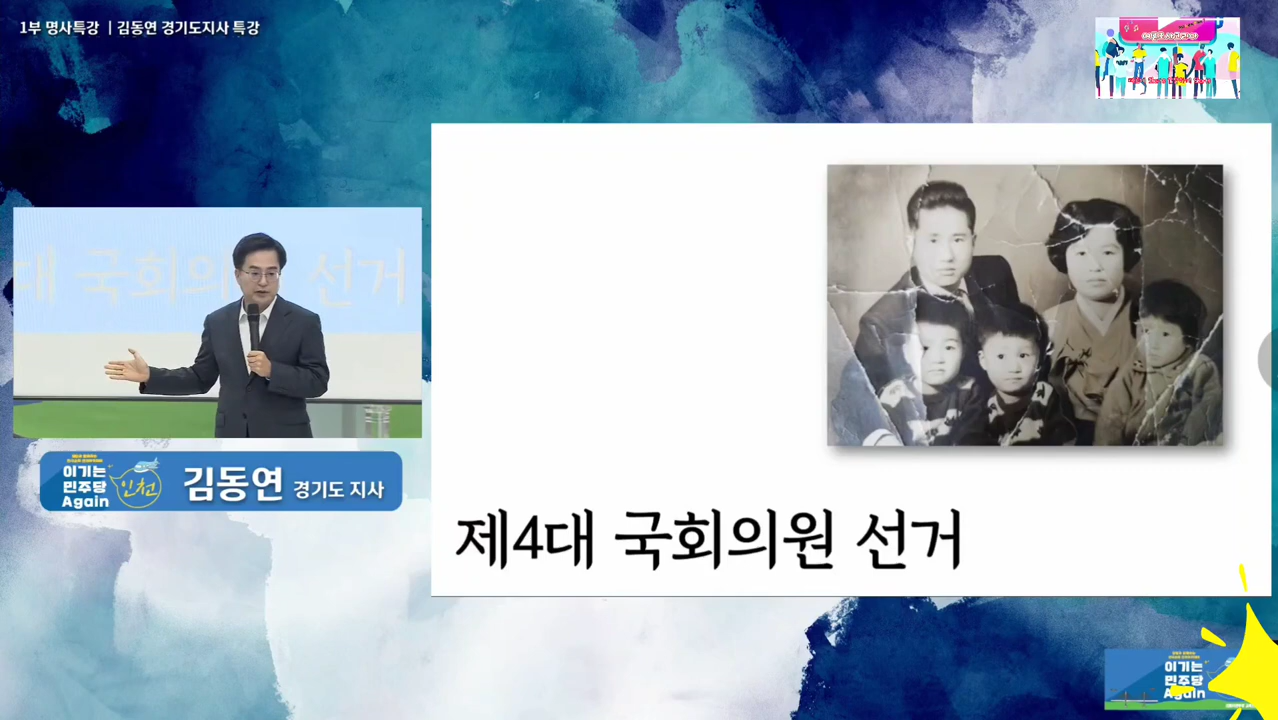 1부 명사특강 | 김동연 경기도지사 특강
대 국회의 선거
이기는
민주당
Again
인천
김동연 경기도 지사
제4대 국회의원 선거
이기는
민주당
Again